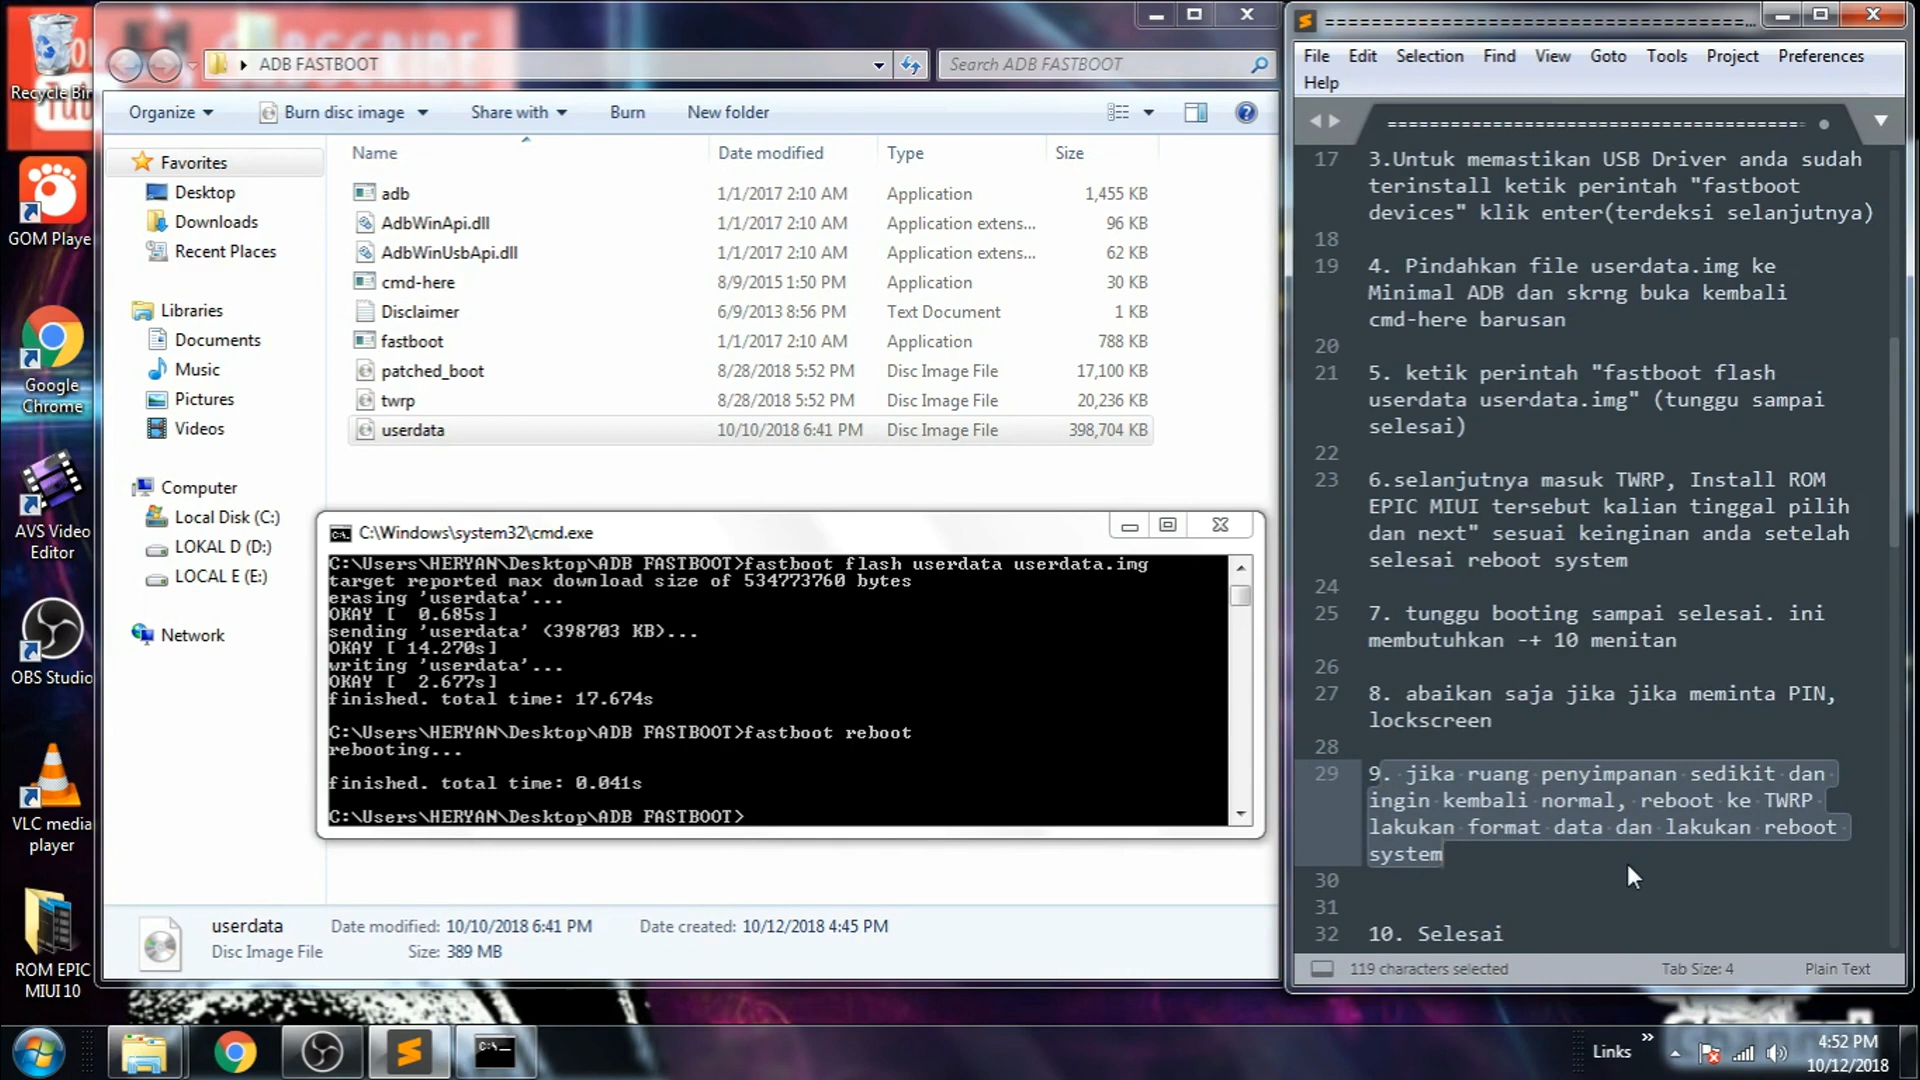 Recycle Bin
GOM Playe
Google
Chrome
AVS Video
Editor
OBS Studio
VLC media
player
ROM EPIC
MIUI 10
ADB FASTBOOT
Search ADB FASTBOOT
Organize
Burn disc image
Share with
Burn
New folder
Favorites
Desktop
Downloads
Recent Places
Libraries
Documents
Music
Pictures
Videos
Computer
Local Disk (C:)
LOKAL D (D:)
LOCAL E (E:)
Network
Name Date modified Type Size
adb 1/1/2017 2:10 AM Application 1,455 KB
AdbWinApi.dll 1/1/2017 2:10 AM Application extens... 96 KB
AdbWinUsbApi.dll 1/1/2017 2:10 AM Application extens... 62 KB
cmd-here 8/9/2015 1:50 PM Application 30 KB
Disclaimer 6/9/2013 8:56 PM Text Document 1 KB
fastboot 1/1/2017 2:10 AM Application 788 KB
patched_boot 8/28/2018 5:52 PM Disc Image File 17,100 KB
twrp 8/28/2018 5:52 PM Disc Image File 20,236 KB
userdata 10/10/2018 6:41 PM Disc Image File 398,704 KB
C:\Windows\system32\cmd.exe
C:\Users\HERYAN\Desktop\ADB FASTBOOT>fastboot flash userdata userdata.img
target reported max download size of 534773760 bytes
erasing 'userdata'...
OKAY [  0.685s]
sending 'userdata' (398703 KB)...
OKAY [ 14.270s]
writing 'userdata'...
OKAY [  2.677s]
finished. total time: 17.674s
C:\Users\HERYAN\Desktop\ADB FASTBOOT>fastboot reboot
rebooting...
finished. total time: 0.041s
C:\Users\HERYAN\Desktop\ADB FASTBOOT>
userdata Date modified: 10/10/2018 6:41 PM Date created: 10/12/2018 4:45 PM
Disc Image File Size: 389 MB
File Edit Selection Find View Goto Tools Project Preferences
Help
17 3.Untuk memastikan USB Driver anda sudah
terinstall ketik perintah "fastboot
devices" klik enter(terdeksi selanjutnya)
18
19 4. Pindahkan file userdata.img ke
Minimal ADB dan skrng buka kembali
cmd-here barusan
20
21 5. ketik perintah "fastboot flash
userdata userdata.img" (tunggu sampai
selesai)
22
23 6.selanjutnya masuk TWRP, Install ROM
EPIC MIUI tersebut kalian tinggal pilih
dan next" sesuai keinginan anda setelah
selesai reboot system
24
25 7. tunggu booting sampai selesai. ini
membutuhkan -+ 10 menitan
26
27 8. abaikan saja jika jika meminta PIN,
lockscreen
28
29 9. jika ruang penyimpanan sedikit dan
ingin kembali normal, reboot ke TWRP
lakukan format data dan lakukan reboot
system
30
31
32 10. Selesai
119 characters selected Tab Size: 4 Plain Text
Links
4:52 PM
10/12/2018